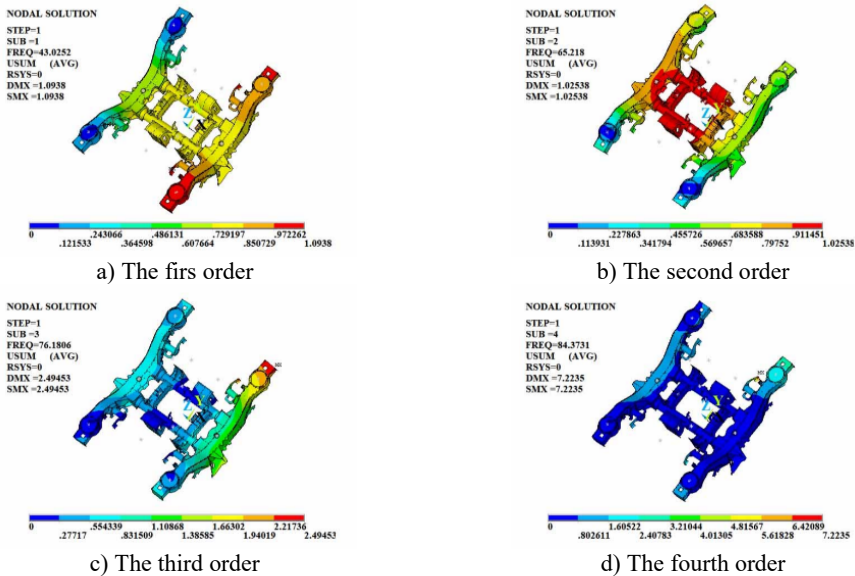 NODAL SOLUTION
STEP=1
SUB =1
FREQ=43.0252
USUM (AVG)
RSYS=0
DMX =1.0938
SMX =1.0938
Z X
0 .243066 .486131 .729197 .972262
.121533 .364598 .607664 .850729 1.0938
a) The firs order
NODAL SOLUTION
STEP=1
SUB =2
FREQ=65.218
USUM (AVG)
RSYS=0
DMX =1.02538
SMX =1.02538
Z X
0 .227863 .455726 .683588 .911451
.113931 .341794 .569657 .79752 1.02538
b) The second order
NODAL SOLUTION
STEP=1
SUB =3
FREQ=76.1806
USUM (AVG)
RSYS=0
DMX =2.49453
SMX =2.49453
MX
Z Y
0 .554339 1.10868 1.66302 2.21736
.27717 .831509 1.38585 1.94019 2.49453
c) The third order
NODAL SOLUTION
STEP=1
SUB =4
FREQ=84.3731
USUM (AVG)
RSYS=0
DMX =7.2235
SMX =7.2235
MX
Z Y
0 1.60522 3.21044 4.81567 6.42089
.802611 2.40783 4.01305 5.61828 7.2235
d) The fourth order